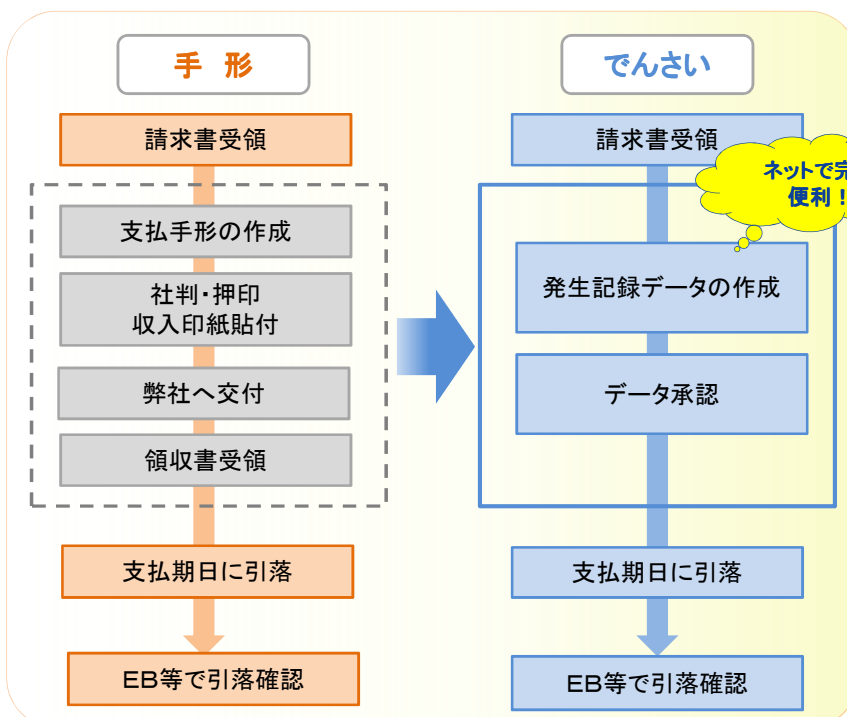 手 形
請求書受領
支払手形の作成
社判・押印
収入印紙貼付
弊社へ交付
領収書受領
支払期日に引落
EB等で引落確認
でんさい
請求書受領
ネットで完
便利!
発生記録データの作成
データ承認
支払期日に引落
EB等で引落確認